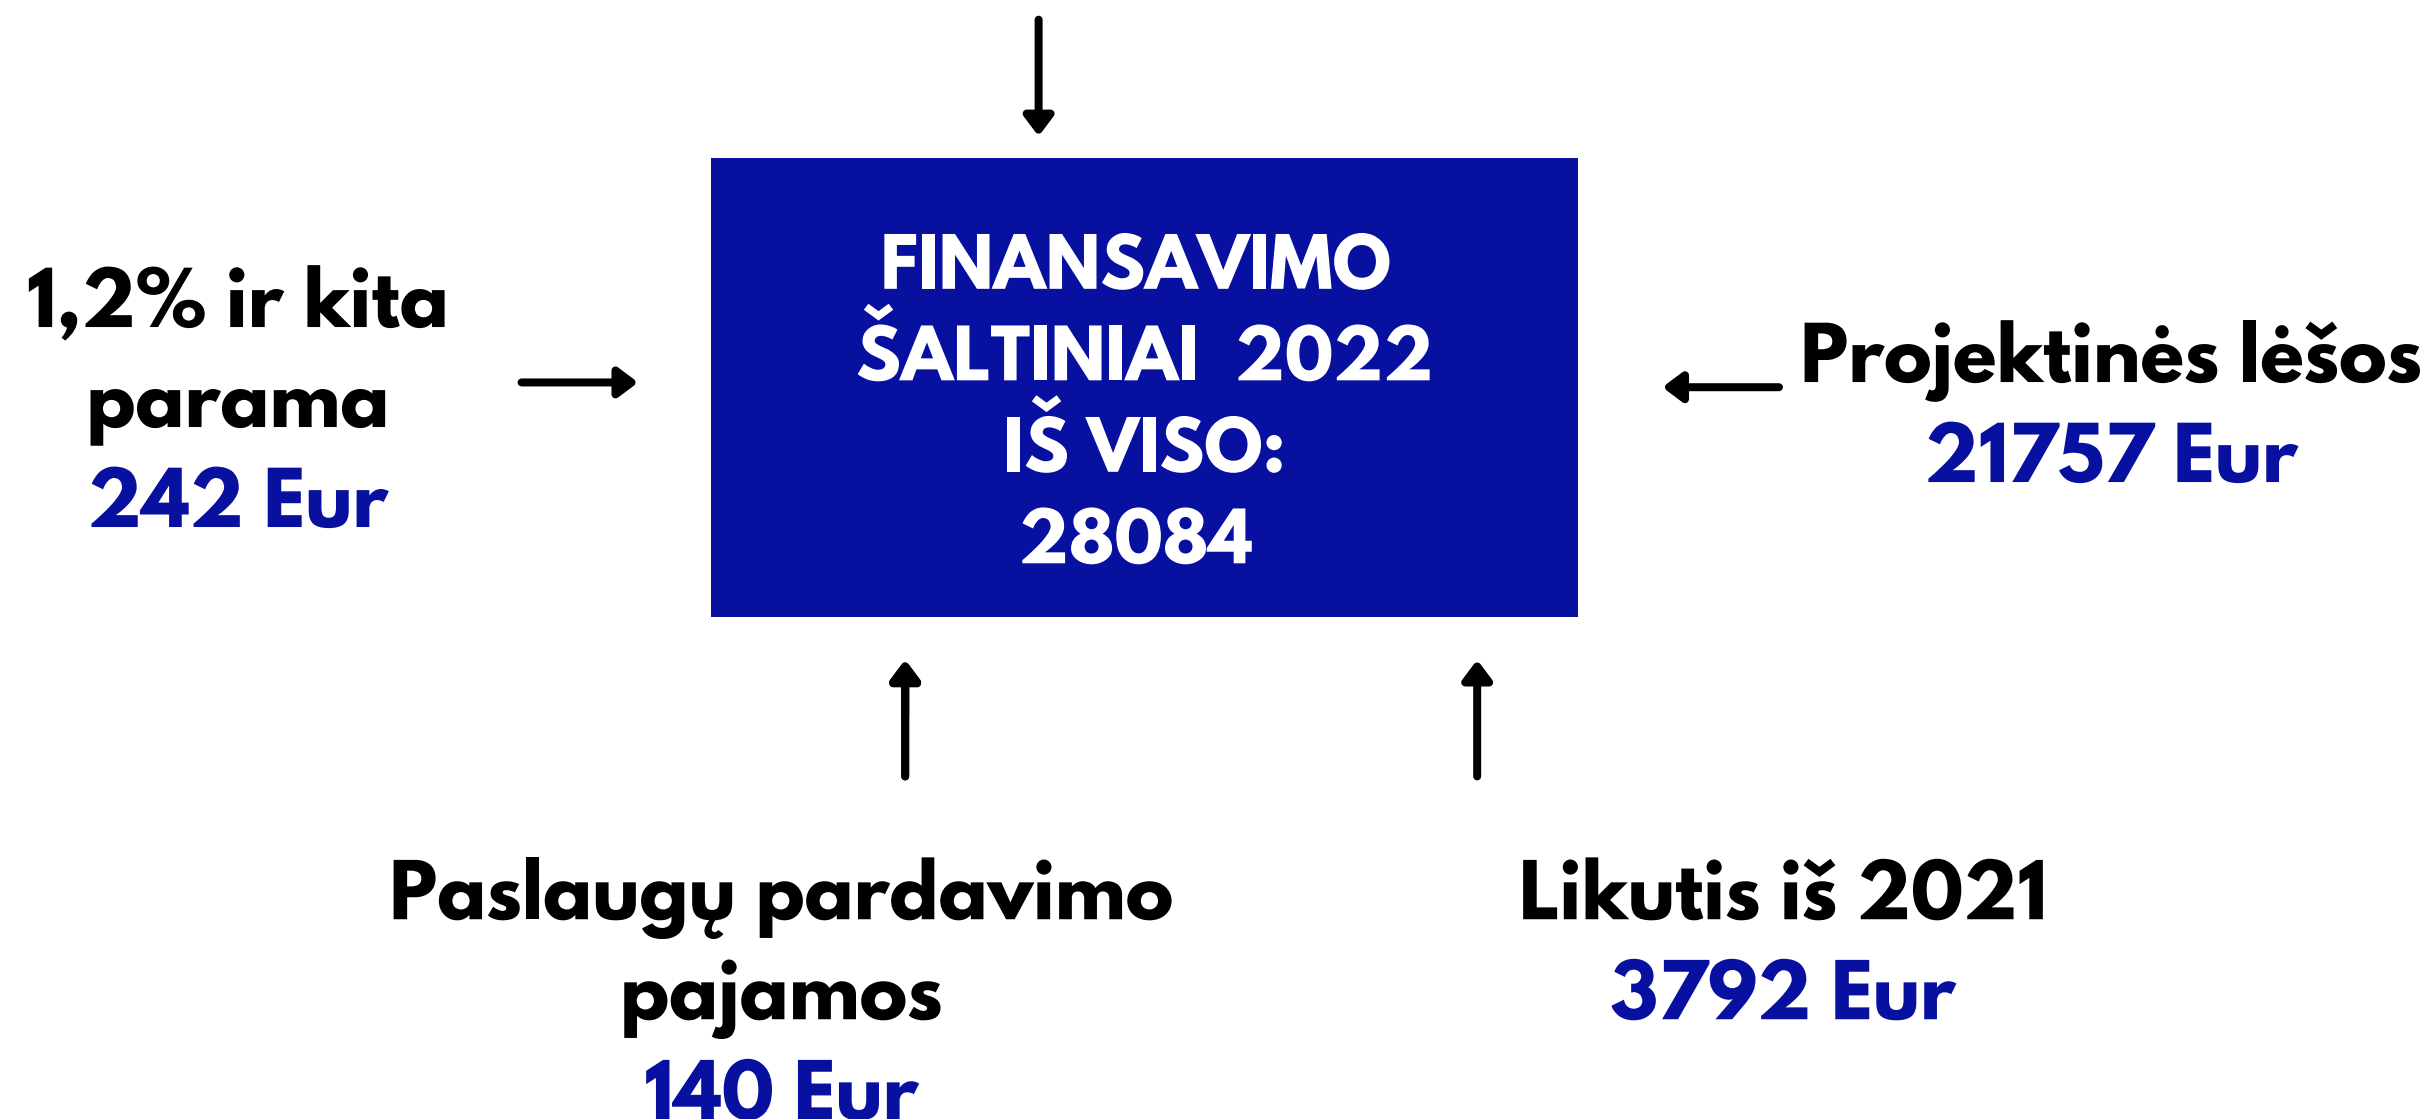 FINANSAVIMO
ŠALTINIAI 2022
IŠ VISO:
28084
1,2% ir kita
parama
242 Eur
Projektinės lėšos
21757 Eur
Paslaugų pardavimo
pajamos
140 Eur
Likutis iš 2021
3792 Eur